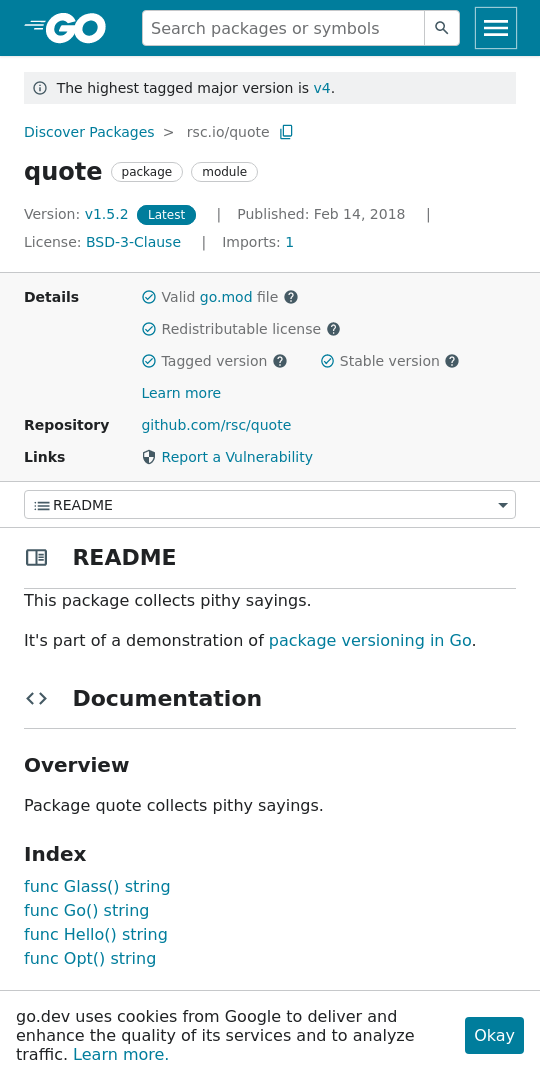 GO
Search packages or symbols
The highest tagged major version is v4.
Discover Packages > rsc.io/quote
quote package module
Version: v1.5.2 Latest | Published: Feb 14, 2018 |
License: BSD-3-Clause | Imports: 1
Details Valid go.mod file
Redistributable license
Tagged version Stable version
Learn more
Repository github.com/rsc/quote
Links Report a Vulnerability
README
README
This package collects pithy sayings.
It's part of a demonstration of package versioning in Go.
Documentation
Overview
Package quote collects pithy sayings.
Index
func Glass() string
func Go() string
func Hello() string
func Opt() string
go.dev uses cookies from Google to deliver and
enhance the quality of its services and to analyze
traffic. Learn more.
Okay